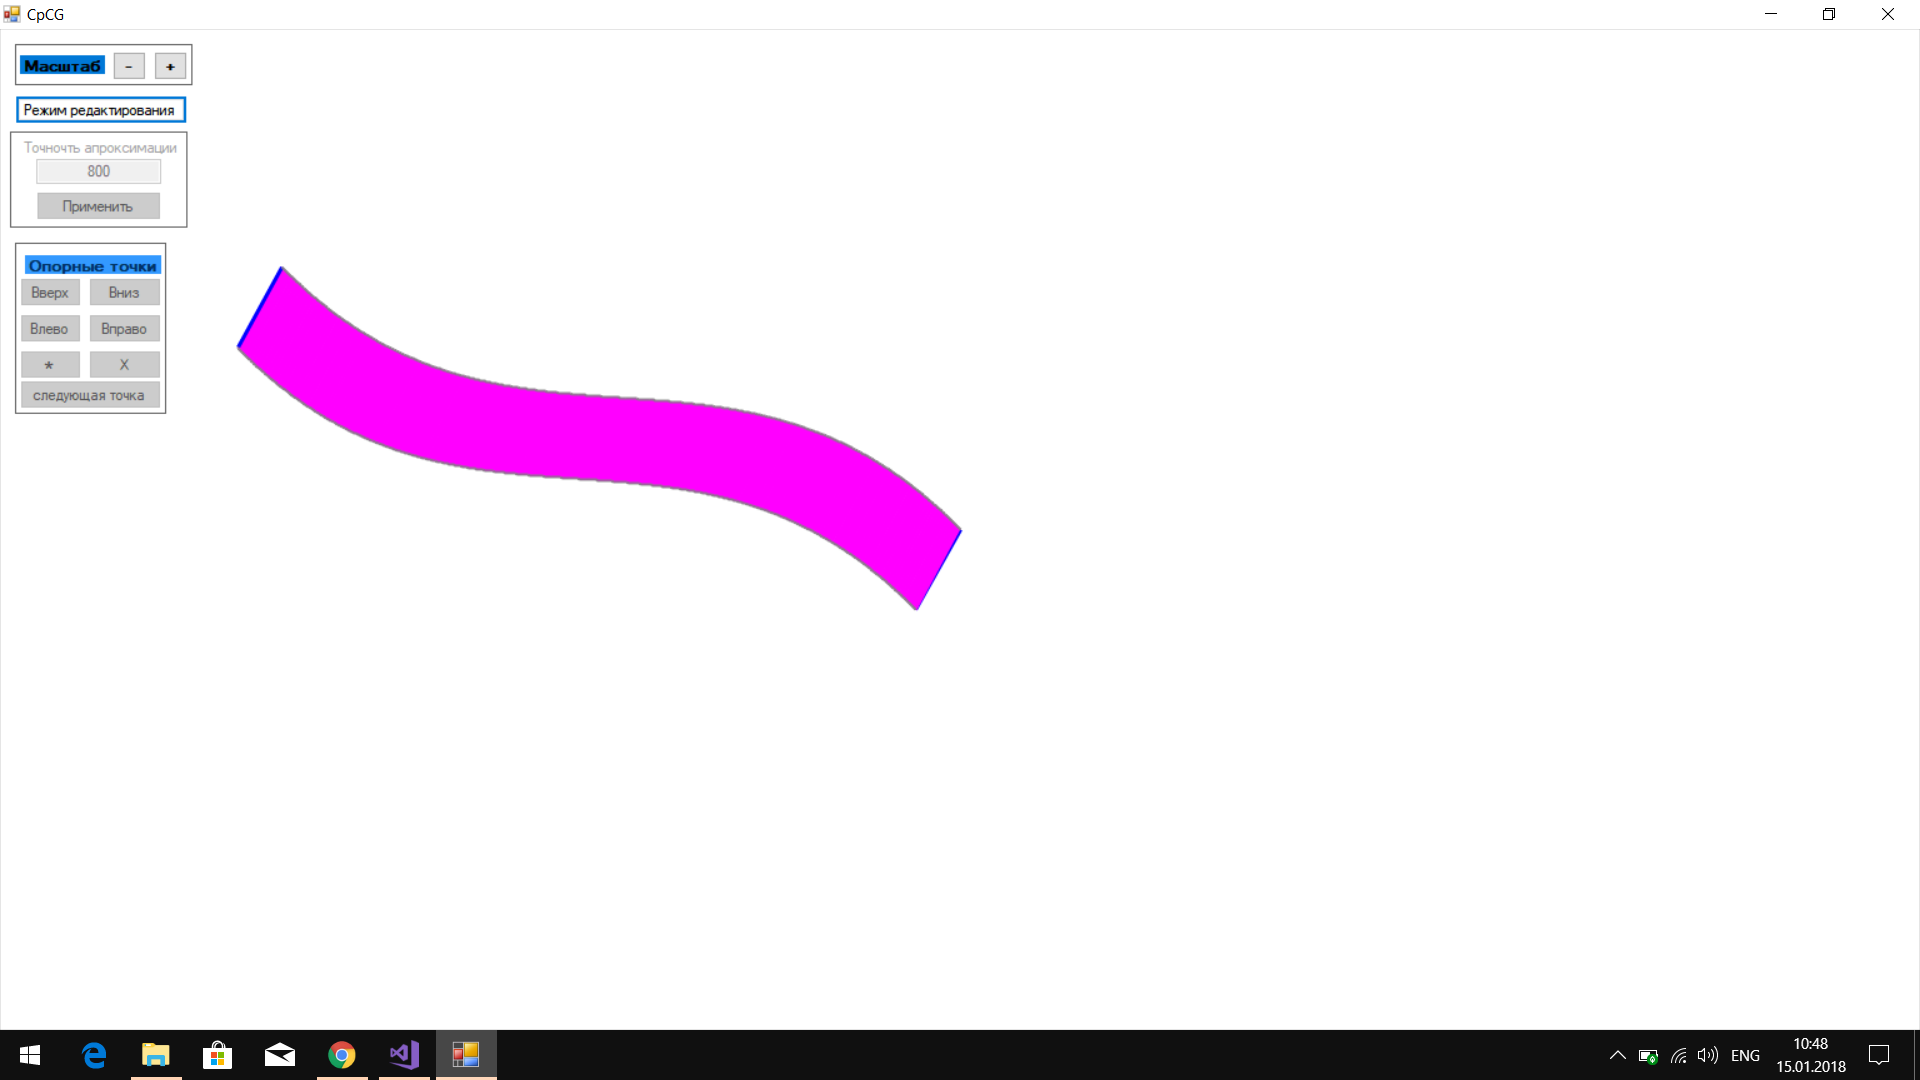 CpCG
Масштаб - +
Режим редактирования
Точночть апроксимации
800
Применить
Опорные точки
Вверх Вниз
Влево Вправо
* X
следующая точка
ENG
10:48
15.01.2018